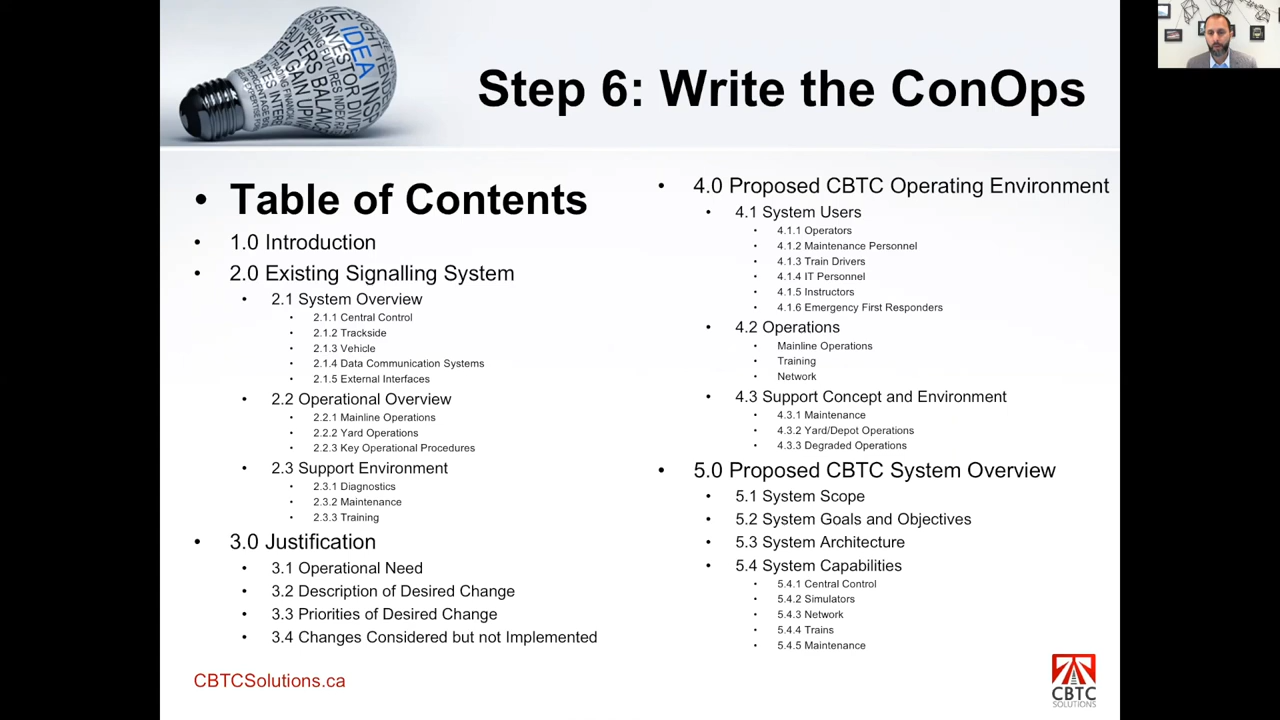 Step 6: Write the ConOps
• Table of Contents
• 1.0 Introduction
• 2.0 Existing Signalling System
• 2.1 System Overview
• 2.1.1 Central Control
• 2.1.2 Trackside
• 2.1.3 Vehicle
• 2.1.4 Data Communication Systems
• 2.1.5 External Interfaces
• 2.2 Operational Overview
• 2.2.1 Mainline Operations
• 2.2.2 Yard Operations
• 2.2.3 Key Operational Procedures
• 2.3 Support Environment
• 2.3.1 Diagnostics
• 2.3.2 Maintenance
• 2.3.3 Training
• 3.0 Justification
• 3.1 Operational Need
• 3.2 Description of Desired Change
• 3.3 Priorities of Desired Change
• 3.4 Changes Considered but not Implemented
• 4.0 Proposed CBTC Operating Environment
• 4.1 System Users
• 4.1.1 Operators
• 4.1.2 Maintenance Personnel
• 4.1.3 Train Drivers
• 4.1.4 IT Personnel
• 4.1.5 Instructors
• 4.1.6 Emergency First Responders
• 4.2 Operations
• Mainline Operations
• Training
• Network
• 4.3 Support Concept and Environment
• 4.3.1 Maintenance
• 4.3.2 Yard/Depot Operations
• 4.3.3 Degraded Operations
• 5.0 Proposed CBTC System Overview
• 5.1 System Scope
• 5.2 System Goals and Objectives
• 5.3 System Architecture
• 5.4 System Capabilities
• 5.4.1 Central Control
• 5.4.2 Simulators
• 5.4.3 Network
• 5.4.4 Trains
• 5.4.5 Maintenance
CBTCSolutions.ca
CBTC
SOLUTIONS
IDEA